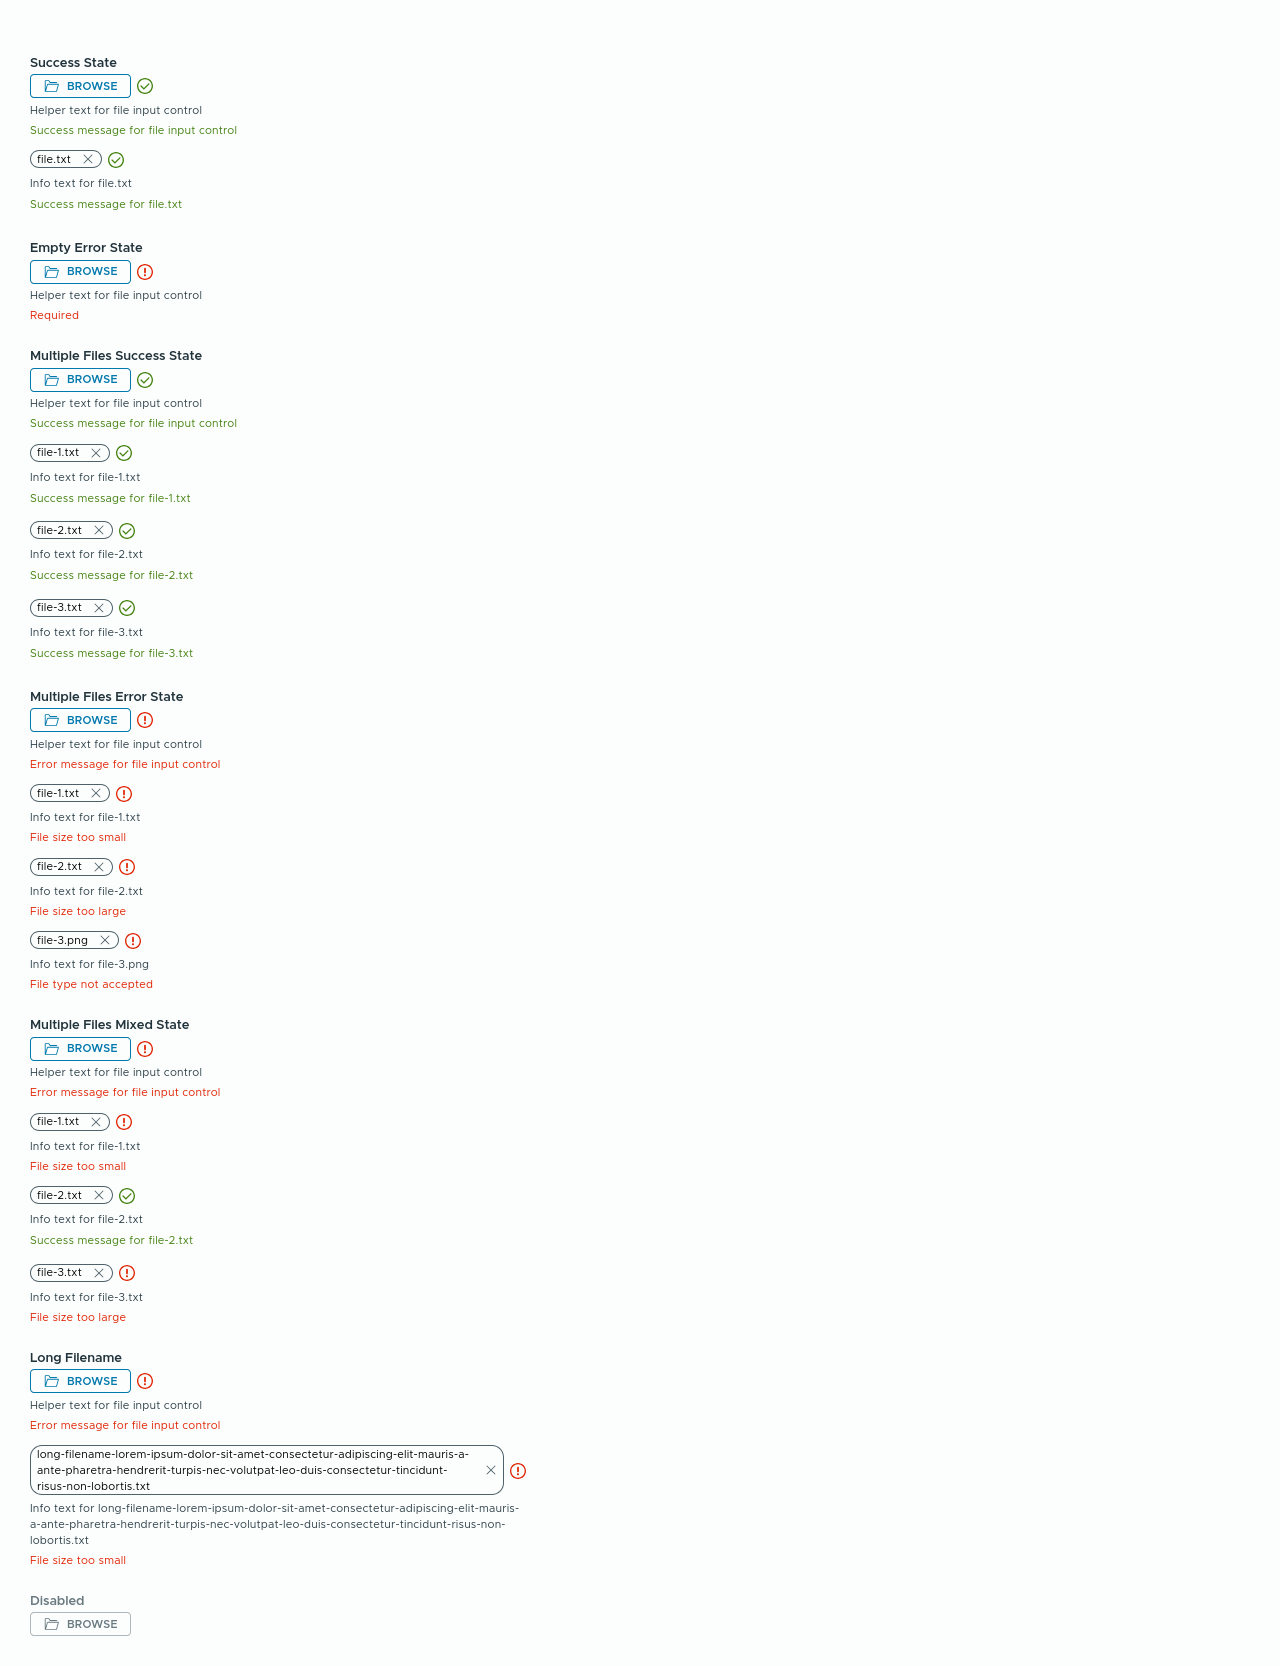 Success State
BROWSE
Helper text for file input control
Success message for file input control
file.txt
Info text for file.txt
Success message for file.txt
Empty Error State
BROWSE
Helper text for file input control
Required
Multiple Files Success State
BROWSE
Helper text for file input control
Success message for file input control
file-1.txt
Info text for file-1.txt
Success message for file-1.txt
file-2.txt
Info text for file-2.txt
Success message for file-2.txt
file-3.txt
Info text for file-3.txt
Success message for file-3.txt
Multiple Files Error State
BROWSE
Helper text for file input control
Error message for file input control
file-1.txt
Info text for file-1.txt
File size too small
file-2.txt
Info text for file-2.txt
File size too large
file-3.png
Info text for file-3.png
File type not accepted
Multiple Files Mixed State
BROWSE
Helper text for file input control
Error message for file input control
file-1.txt
Info text for file-1.txt
File size too small
file-2.txt
Info text for file-2.txt
Success message for file-2.txt
file-3.txt
Info text for file-3.txt
File size too large
Long Filename
BROWSE
Helper text for file input control
Error message for file input control
long-filename-lorem-ipsum-dolor-sit-amet-consectetur-adipiscing-elit-mauris-a-
ante-pharetra-hendrerit-turpis-nec-volutpat-leo-duis-consectetur-tincidunt-
risus-non-lobortis.txt
Info text for long-filename-lorem-ipsum-dolor-sit-amet-consectetur-adipiscing-elit-mauris-
a-ante-pharetra-hendrerit-turpis-nec-volutpat-leo-duis-consectetur-tincidunt-risus-non-
lobortis.txt
File size too small
Disabled
BROWSE